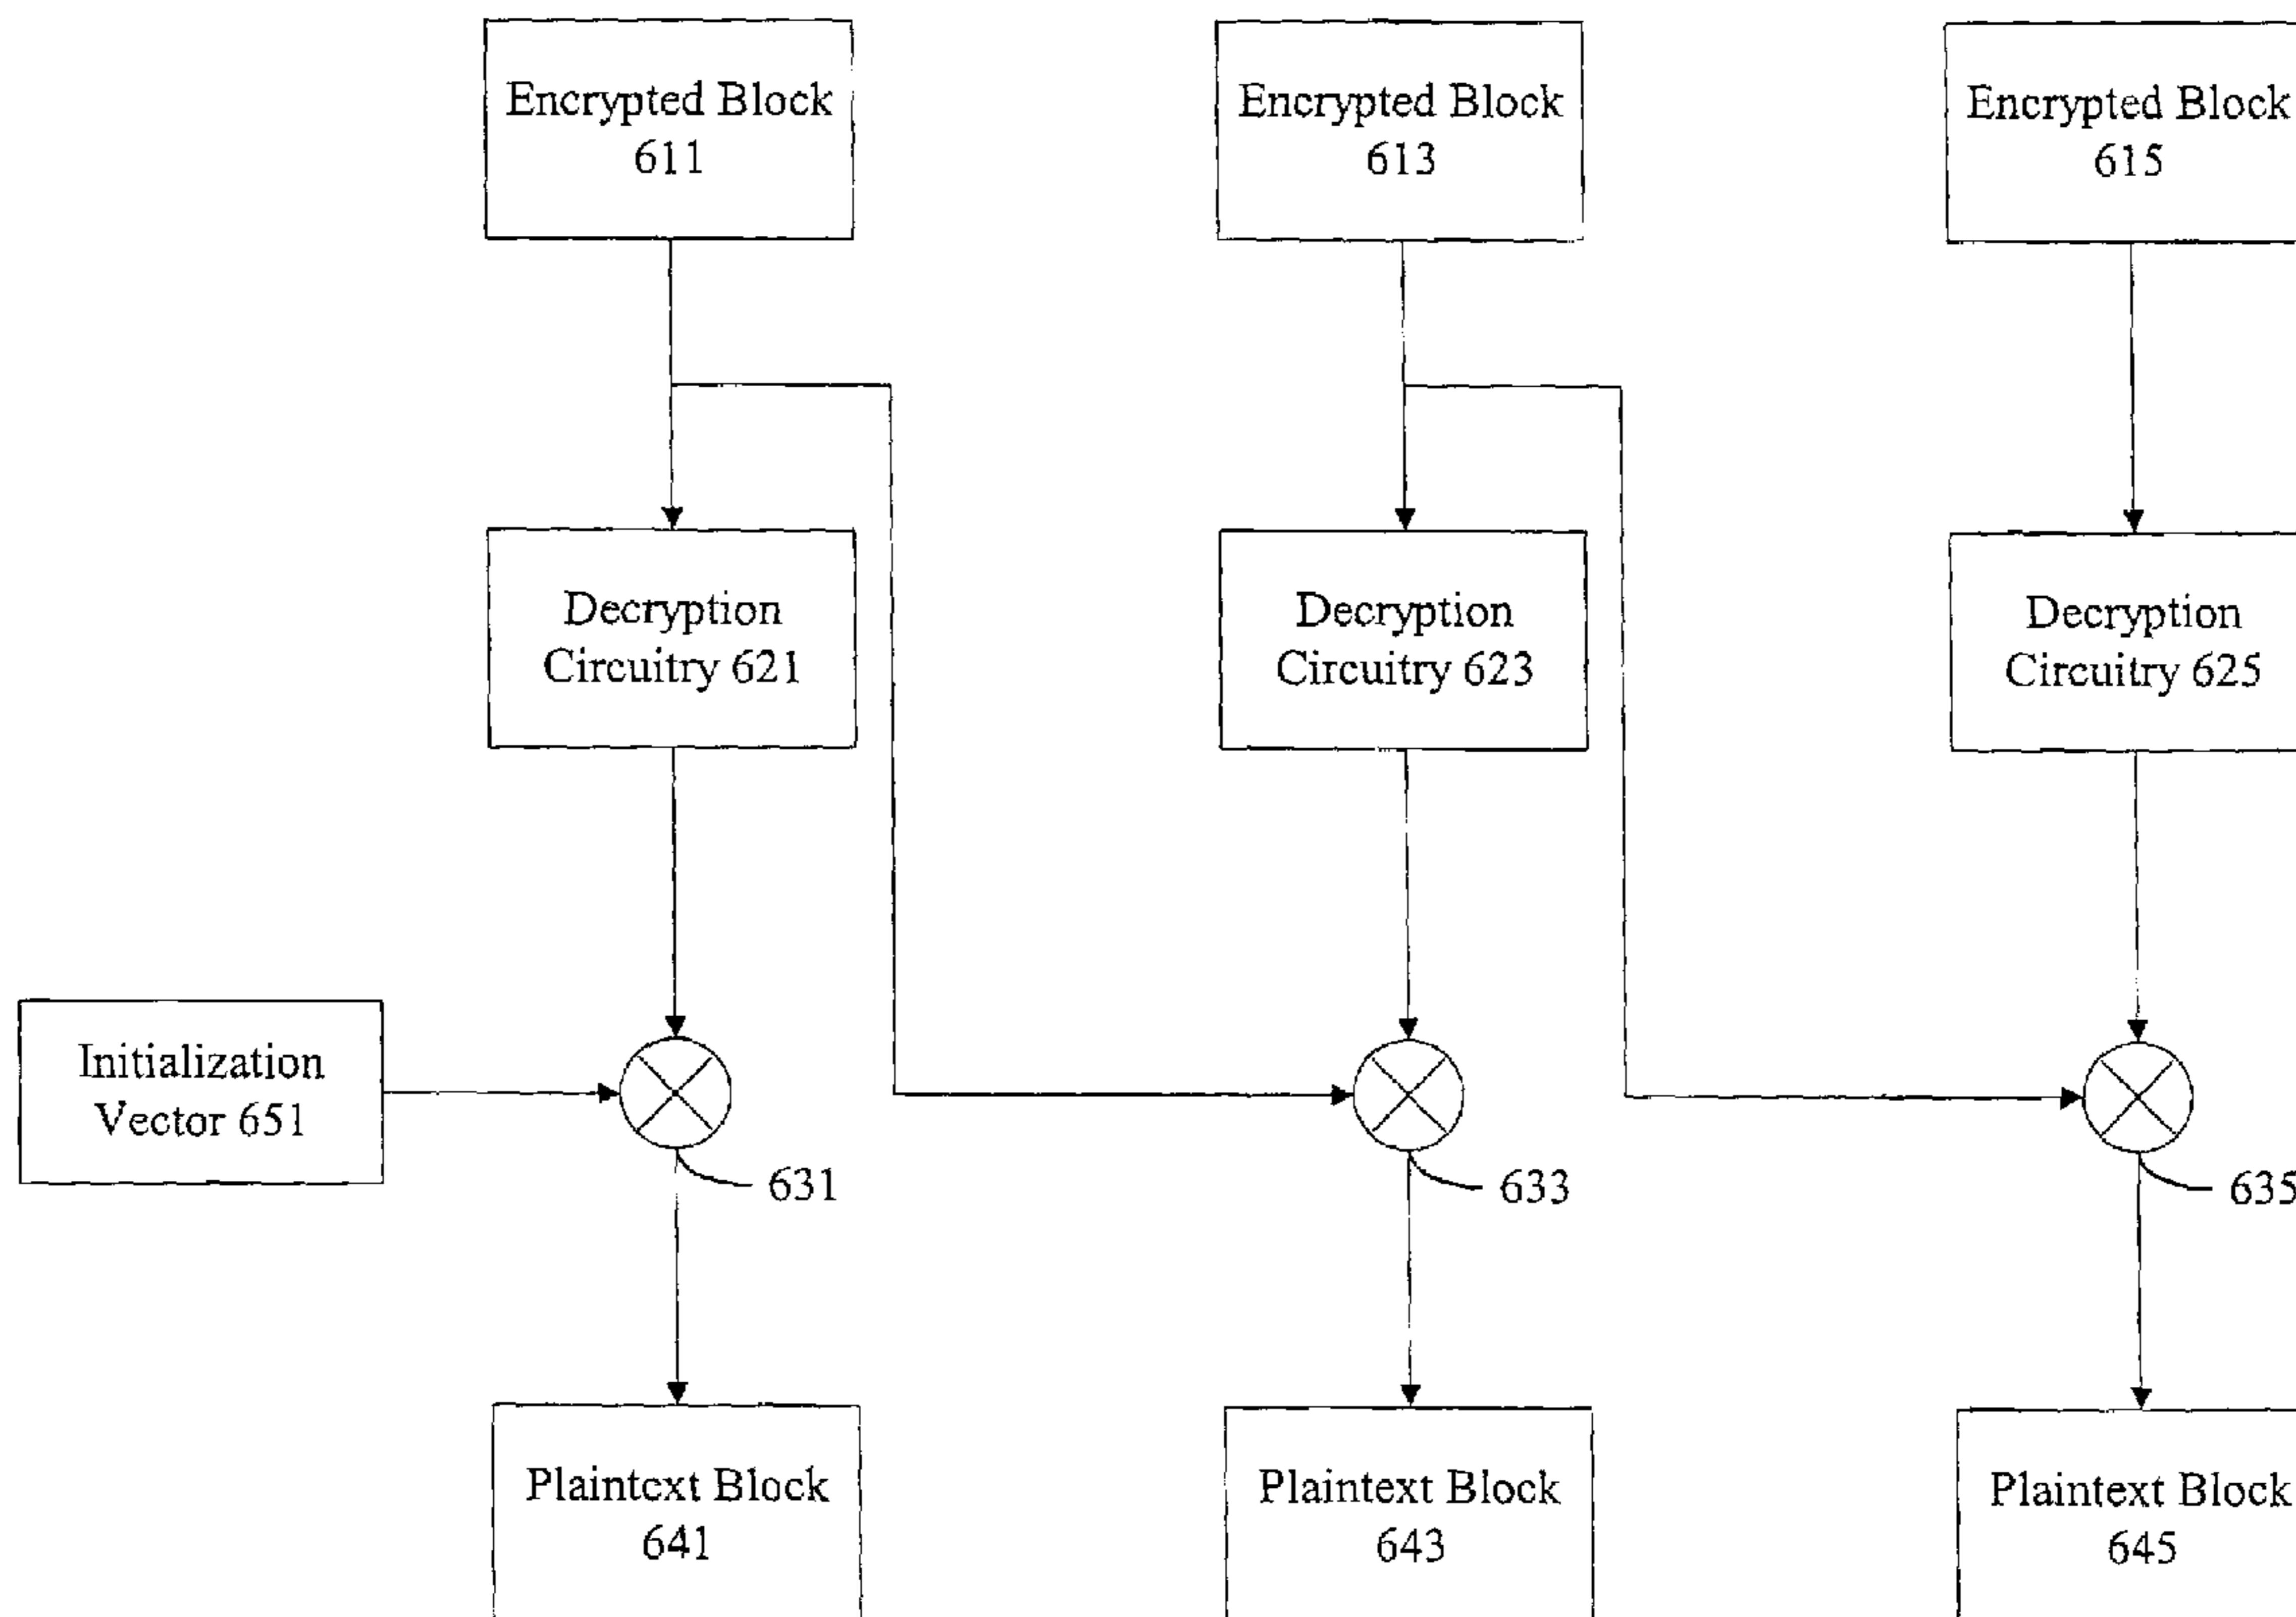 Encrypted Block
611
Encrypted Block
613
Encrypted Block
615
Decryption
Circuitry 621
Decryption
Circuitry 623
Decryption
Circuitry 625
Initialization
Vector 651
631
633
635
Plaintext Block
641
Plaintext Block
643
Plaintext Block
645